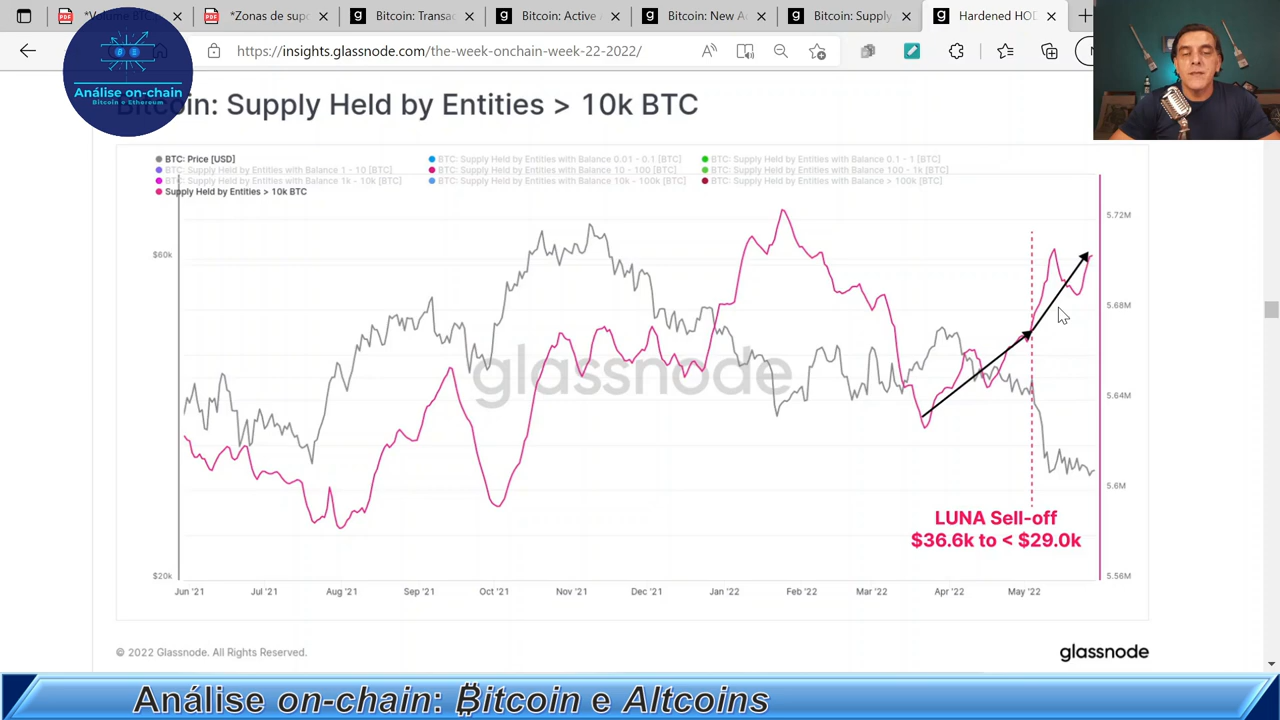 *Volume BTC
*Zonas de supe
Bitcoin: Transac
Bitcoin: Active
Bitcoin: New A
Bitcoin: Supply
Hardened HOD
https://insights.glassnode.com/the-week-onchain-week-22-2022/
Análise on-chain
Bitcoin e Ethereum
Bitcoin: Supply Held by Entities > 10k BTC
BTC: Price [USD]
BTC: Supply Held by Entities with Balance 0.01 - 0.1 [BTC]
BTC: Supply Held by Entities with Balance 0.1 - 1 [BTC]
BTC: Supply Held by Entities with Balance 1 - 10 [BTC]
BTC: Supply Held by Entities with Balance 10 - 100 [BTC]
BTC: Supply Held by Entities with Balance 100 - 1k [BTC]
BTC: Supply Held by Entities with Balance 1k - 10k [BTC]
BTC: Supply Held by Entities with Balance 10k - 100k [BTC]
BTC: Supply Held by Entities with Balance > 100k [BTC]
Supply Held by Entities > 10k BTC
5.72M
$60k
5.68M
glassnode
5.64M
5.6M
LUNA Sell-off
$36.6k to < $29.0k
$20k
5.56M
Jun '21 Jul '21 Aug '21 Sep '21 Oct '21 Nov '21 Dec '21 Jan '22 Feb '22 Mar '22 Apr '22 May '22
© 2022 Glassnode. All Rights Reserved.
glassnode
Análise on-chain: ₿itcoin e Altcoins